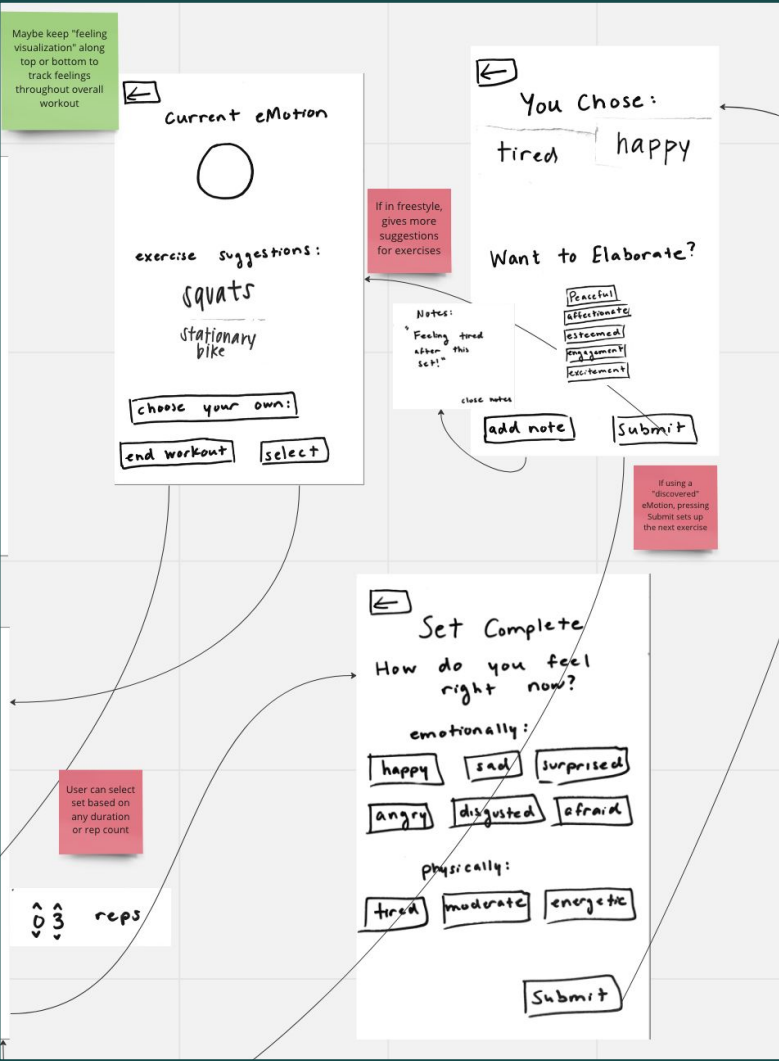 Maybe keep "feeling
visualization" along
top or bottom to
track feelings
throughout overall
workout
←
Current eMotion
exercise suggestions:
squats
stationary
bike
choose your own:
end workout
select
If in freestyle,
gives more
suggestions
for exercises
←
You Chose:
tired
happy
Want to Elaborate?
Peaceful
affectionate
esteemed
engagement
excitement
add note
Submit
Notes:
"Feeling tired
after this
set!"
close notes
If using a
"discovered"
eMotion, pressing
Submit sets up
the next exercise
←
Set Complete
How do you feel
right now?
emotionally:
happy
sad
surprised
angry
disgusted
afraid
physically:
tired
moderate
energetic
Submit
User can select
set based on
any duration
or rep count
03 reps